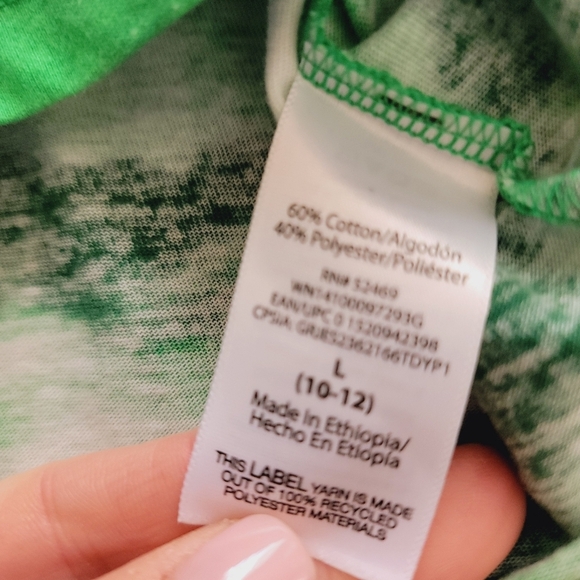 60% Cotton/Algodón
40% Polyester/Poliéster
RN# 52469
WN14100097293G
EAN/UPC 0 1520942398
CPSIA: GRUES2362166TDYP1
L
(10-12)
Made In Ethiopia/
Hecho En Etiopía
THIS LABEL YARN IS MADE
OUT OF 100% RECYCLED
POLYESTER MATERIALS